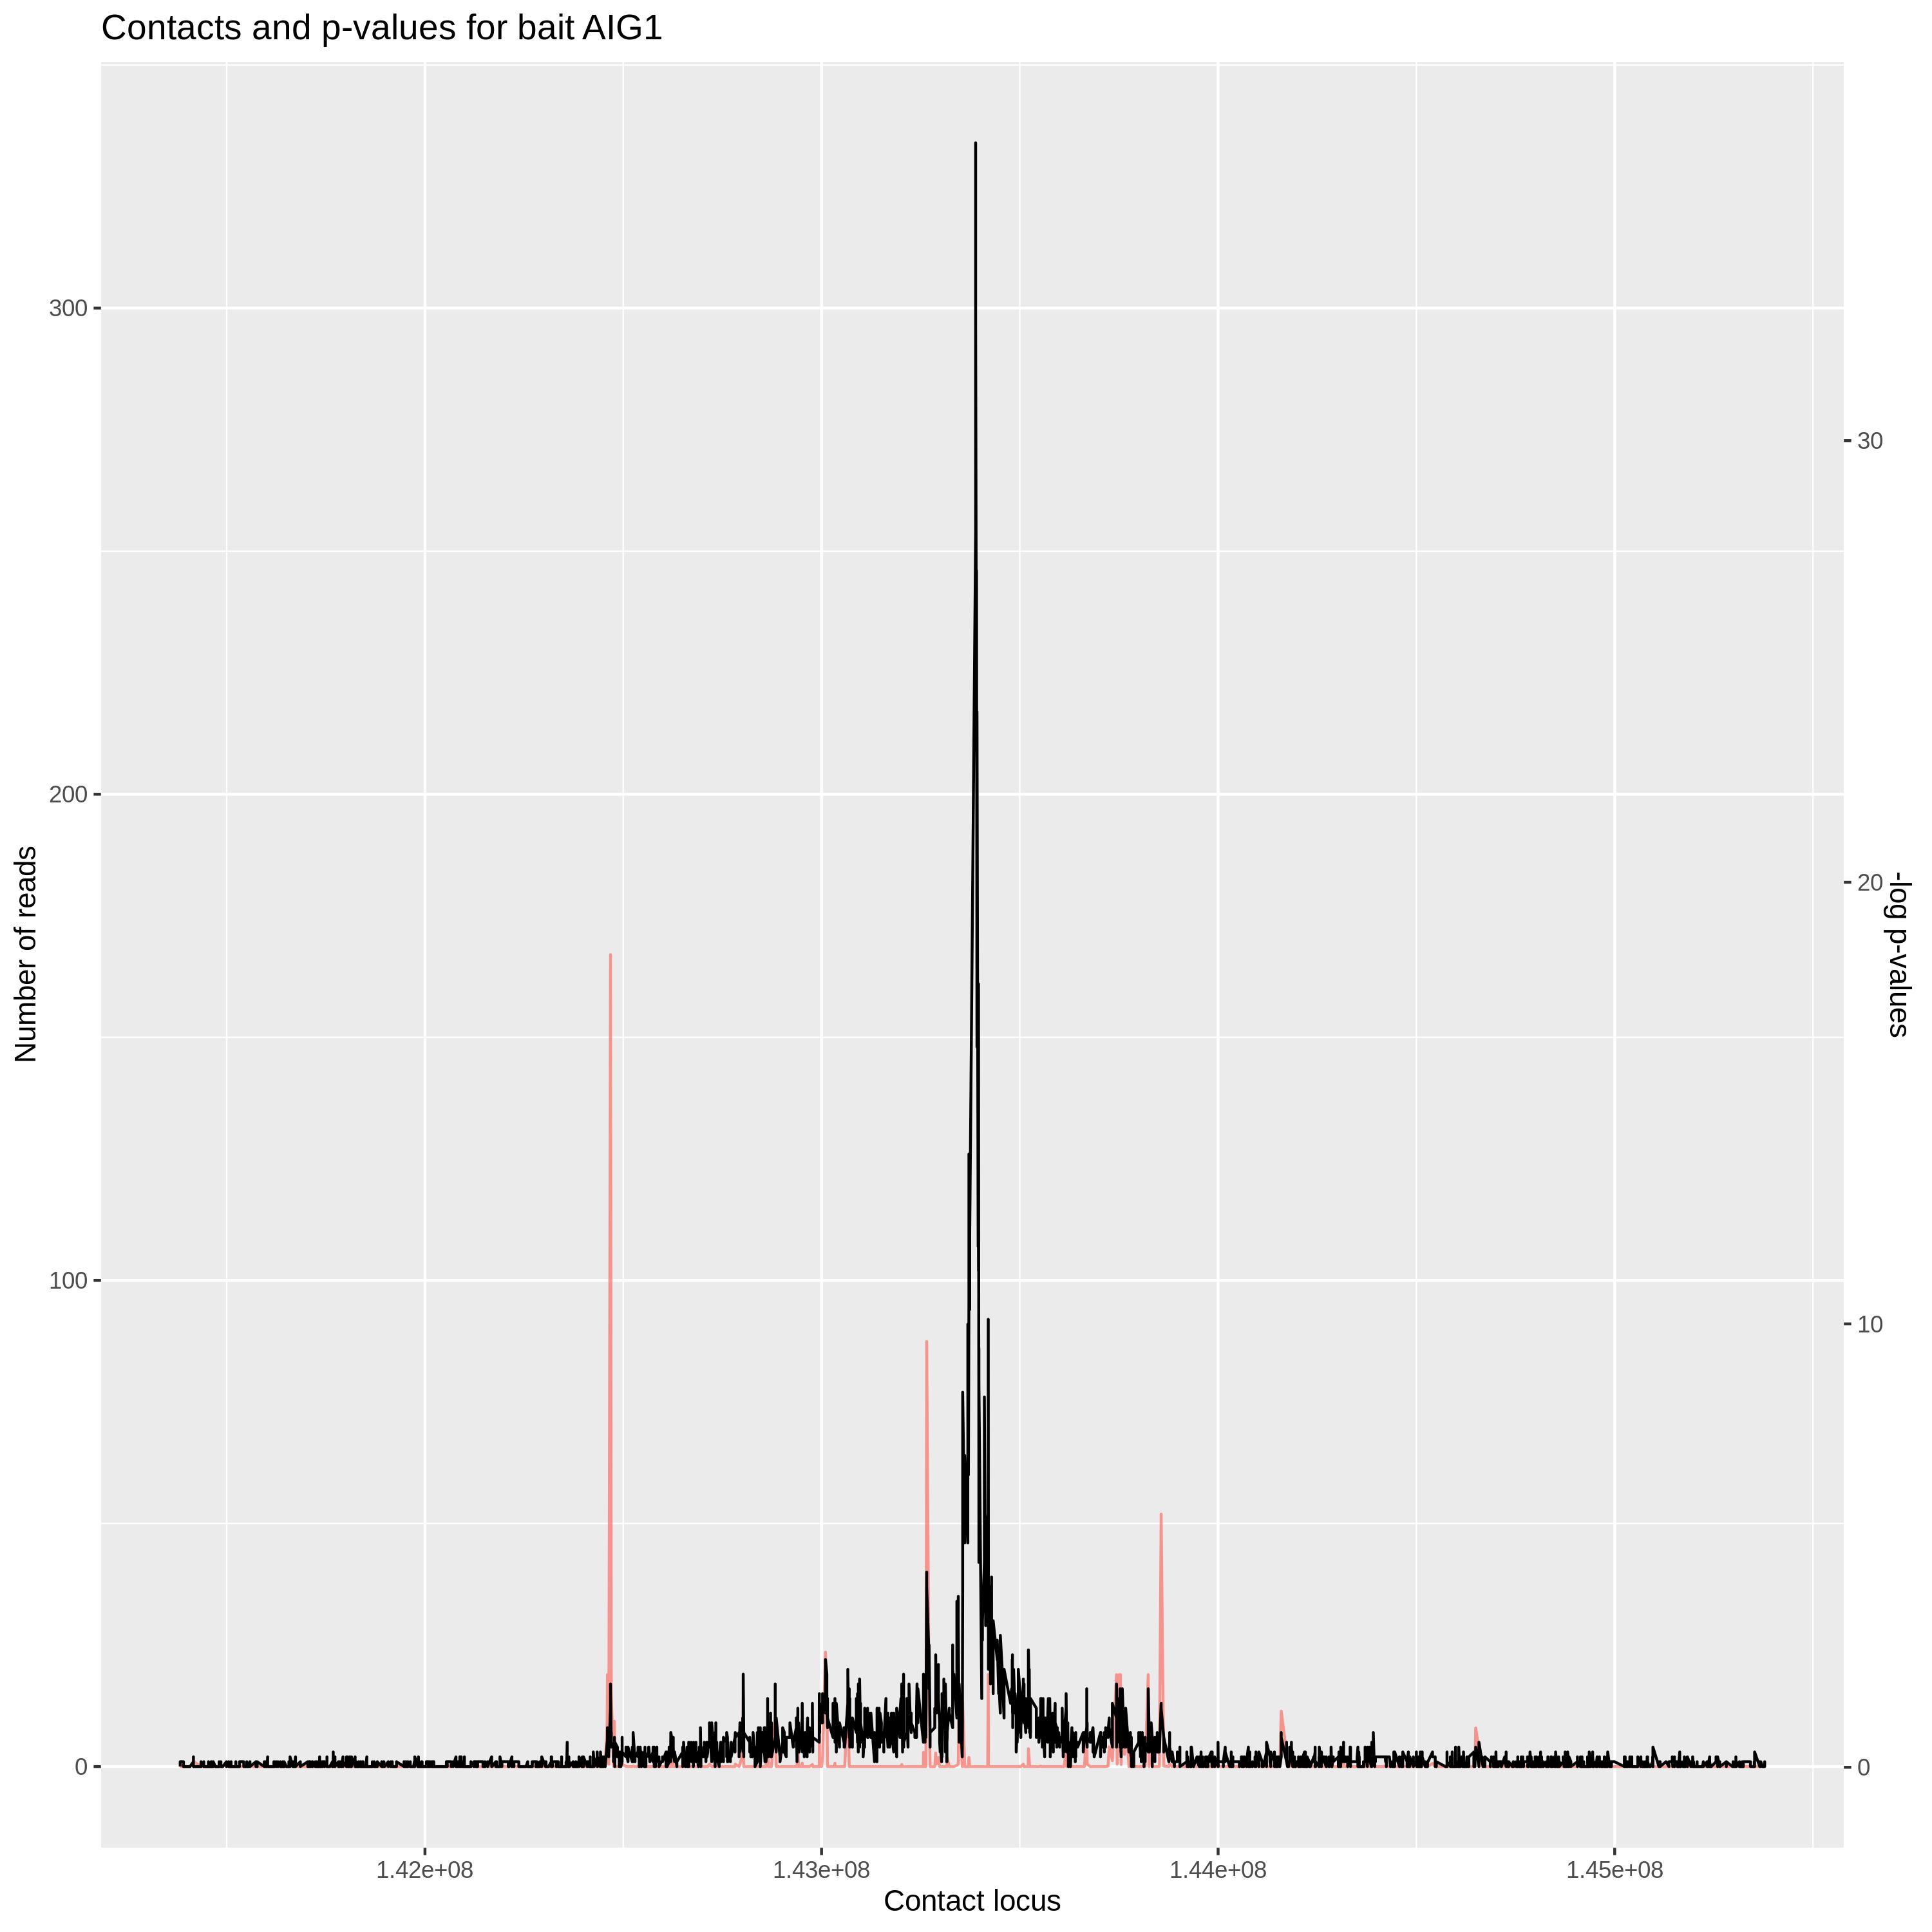 Contacts and p-values for bait AIG1
300
200
100
0
Number of reads
30
20
10
0
-log p-values
1.42e+08
1.43e+08
1.44e+08
1.45e+08
Contact locus